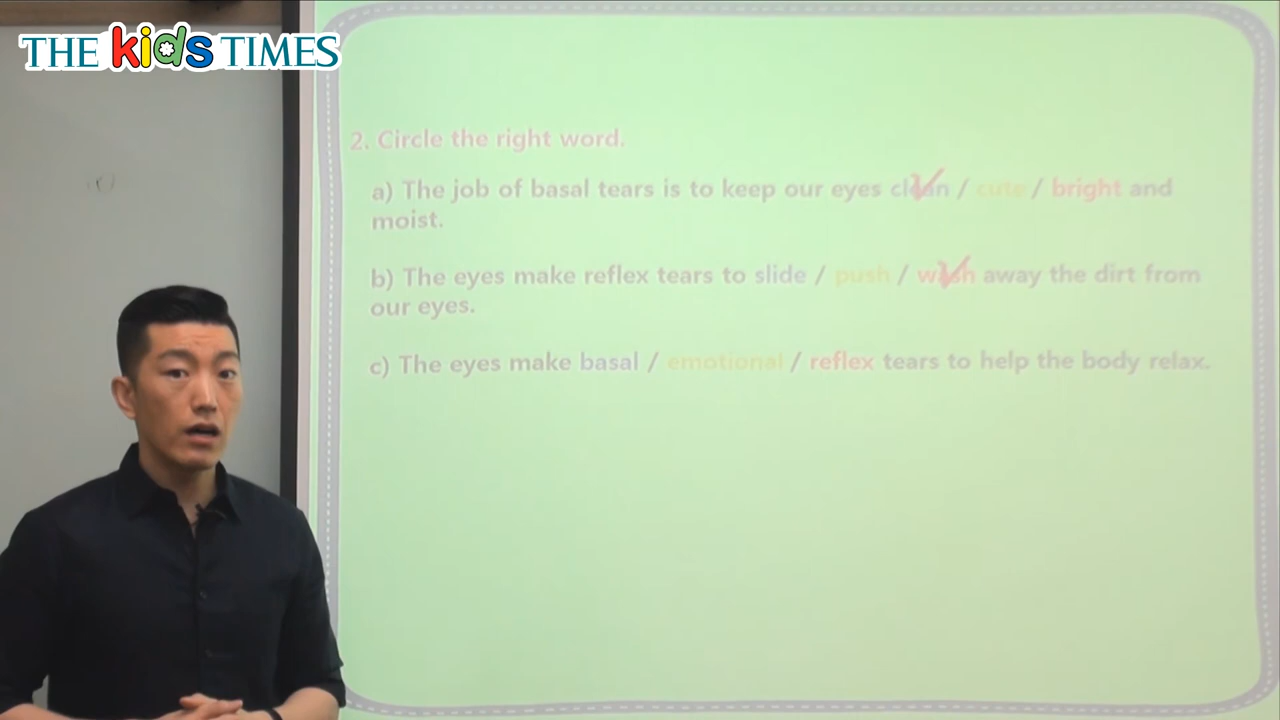 THE kids TIMES
2. Circle the right word.
a) The job of basal tears is to keep our eyes clean / cute / bright and
moist.
b) The eyes make reflex tears to slide / push / wash away the dirt from
our eyes.
c) The eyes make basal / emotional / reflex tears to help the body relax.